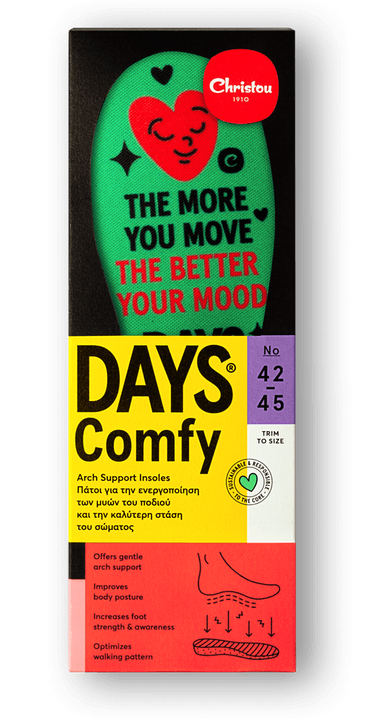 Christou
1910
THE MORE
YOU MOVE
THE BETTER
YOUR MOOD
DAYS
DAYS®
Comfy
No
42
–
45
TRIM
TO SIZE
Arch Support Insoles
Πάτοι για την ενεργοποίηση
των μυών του ποδιού
και την καλύτερη στάση
του σώματος
SUSTAINABLE & RESPONSIBLE
TO THE CORE
Offers gentle
arch support
Improves
body posture
Increases foot
strength & awareness
Optimizes
walking pattern